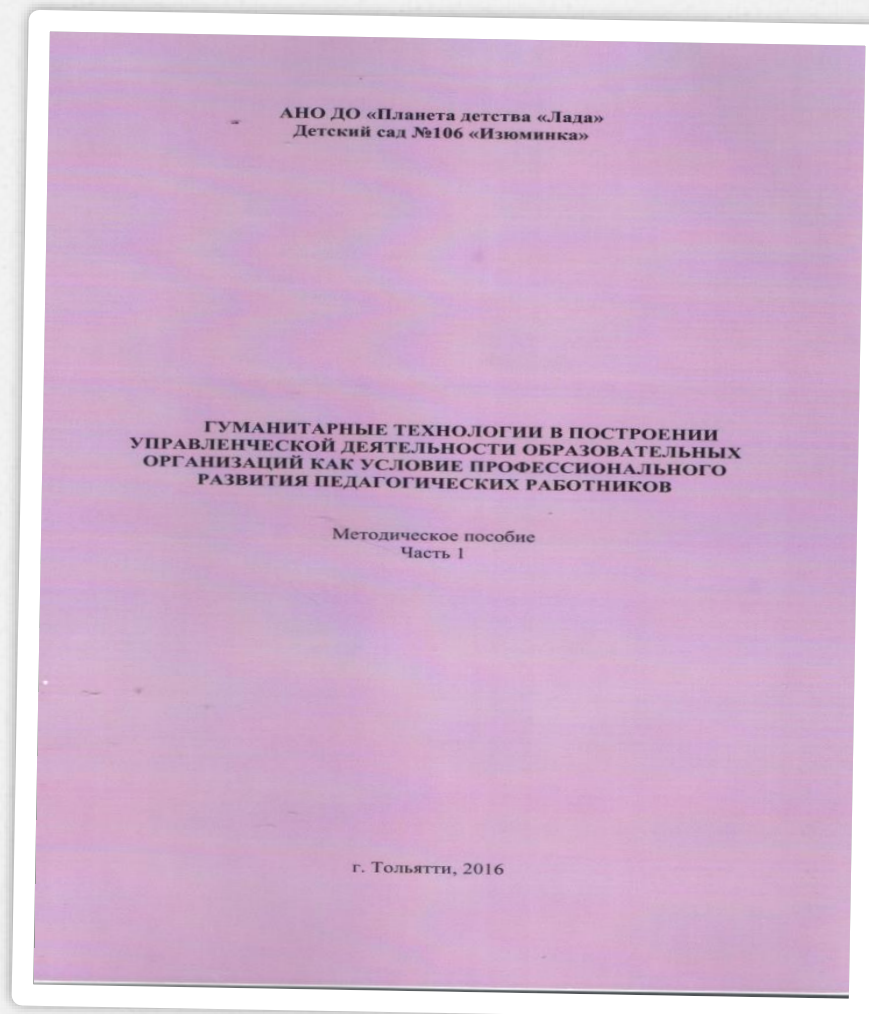 АНО ДО «Планета детства «Лада»
Детский сад №106 «Изюминка»
ГУМАНИТАРНЫЕ ТЕХНОЛОГИИ В ПОСТРОЕНИИ
УПРАВЛЕНЧЕСКОЙ ДЕЯТЕЛЬНОСТИ ОБРАЗОВАТЕЛЬНЫХ
ОРГАНИЗАЦИЙ КАК УСЛОВИЕ ПРОФЕССИОНАЛЬНОГО
РАЗВИТИЯ ПЕДАГОГИЧЕСКИХ РАБОТНИКОВ
Методическое пособие
Часть 1
г. Тольятти, 2016